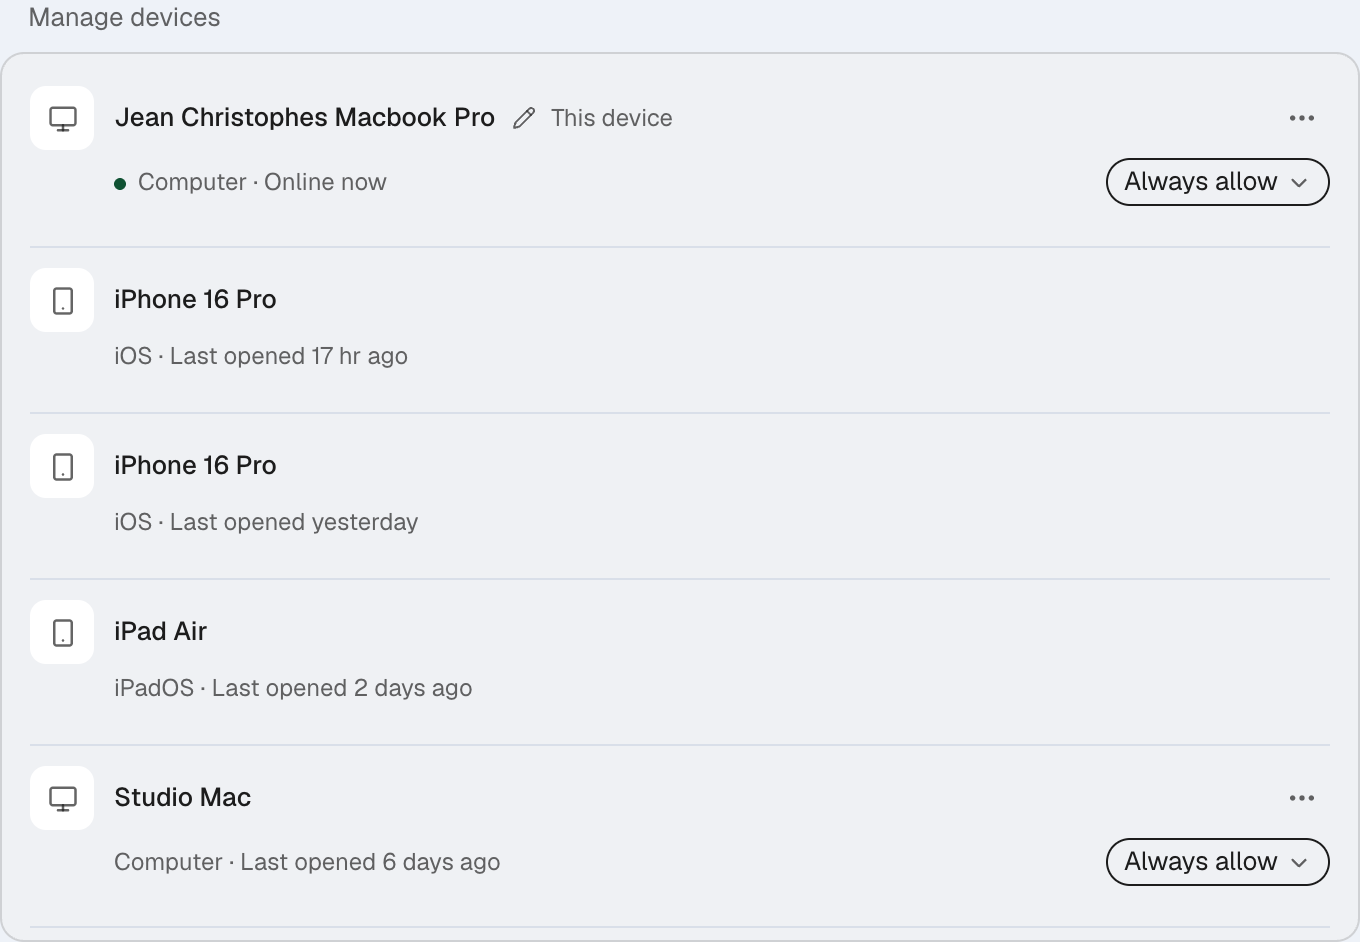 Manage devices
Jean Christophes Macbook Pro This device
Computer · Online now
Always allow
iPhone 16 Pro
iOS · Last opened 17 hr ago
iPhone 16 Pro
iOS · Last opened yesterday
iPad Air
iPadOS · Last opened 2 days ago
Studio Mac
Computer · Last opened 6 days ago
Always allow